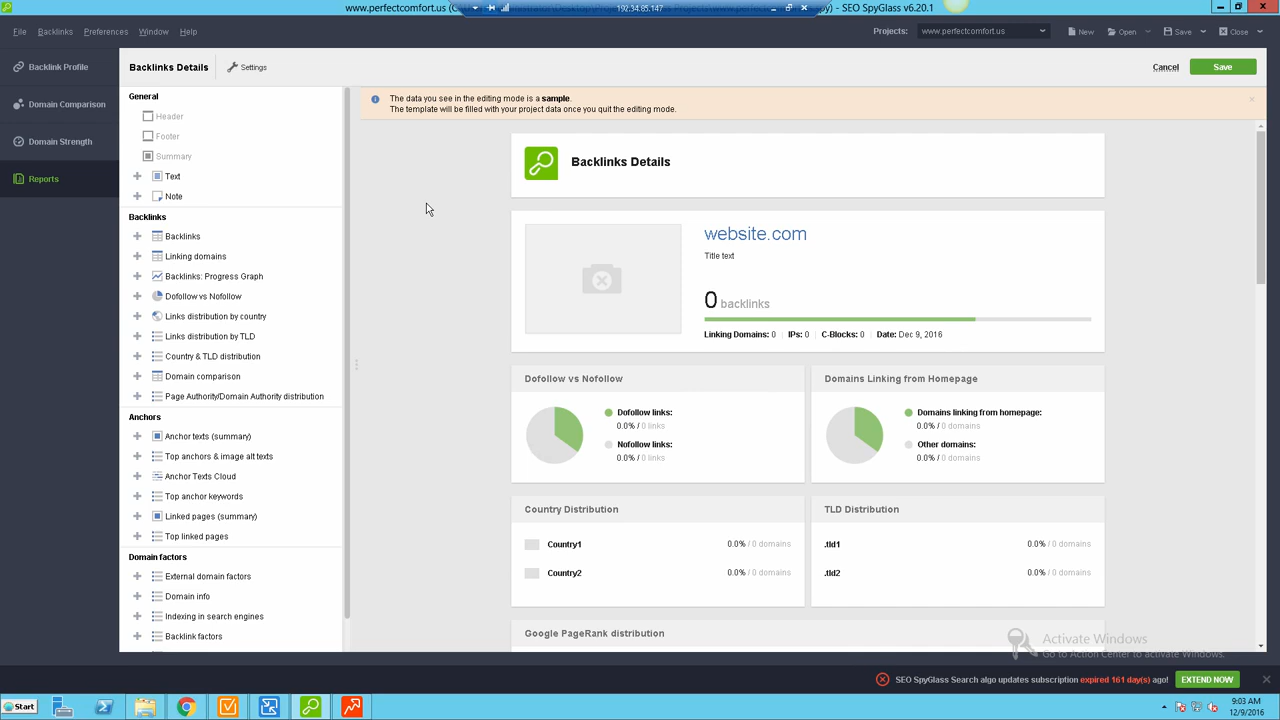 www.perfectcomfort.us (C
192.34.85.147
- SEO SpyGlass v6.20.1
File Backlinks Preferences Window Help
Projects: www.perfectcomfort.us New Open Save Close
Backlink Profile
Domain Comparison
Domain Strength
Reports
Backlinks Details Settings
Cancel Save
General
Header
Footer
Summary
Text
Note
Backlinks
Backlinks
Linking domains
Backlinks: Progress Graph
Dofollow vs Nofollow
Links distribution by country
Links distribution by TLD
Country & TLD distribution
Domain comparison
Page Authority/Domain Authority distribution
Anchors
Anchor texts (summary)
Top anchors & image alt texts
Anchor Texts Cloud
Top anchor keywords
Linked pages (summary)
Top linked pages
Domain factors
External domain factors
Domain info
Indexing in search engines
Backlink factors
The data you see in the editing mode is a sample.
The template will be filled with your project data once you quit the editing mode.
Backlinks Details
website.com
Title text
0 backlinks
Linking Domains: 0 IPs: 0 C-Blocks: 0 Date: Dec 9, 2016
Dofollow vs Nofollow
Dofollow links:
0.0% / 0 links
Nofollow links:
0.0% / 0 links
Domains Linking from Homepage
Domains linking from homepage:
0.0% / 0 domains
Other domains:
0.0% / 0 domains
Country Distribution
Country1 0.0% / 0 domains
Country2 0.0% / 0 domains
TLD Distribution
.tld1 0.0% / 0 domains
.tld2 0.0% / 0 domains
Google PageRank distribution
Activate Windows
Go to Action Center to activate Windows.
SEO SpyGlass Search algo updates subscription expired 161 day(s) ago! EXTEND NOW
Start
9:03 AM
12/9/2016